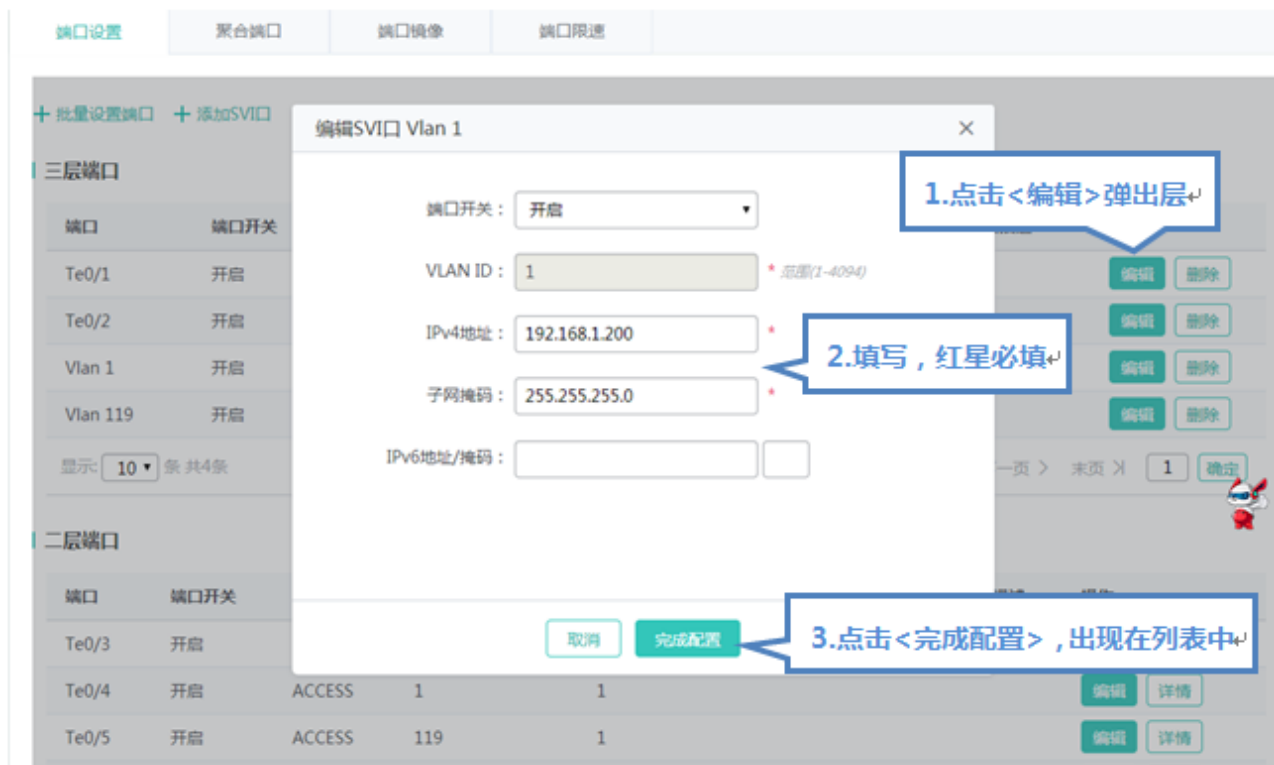 端口设置 聚合端口 端口镜像 端口限速
批量设置端口 添加SVI口
编辑SVI口 Vlan 1
三层端口
1.点击<编辑>弹出层
端口 端口开关
端口开关： 开启
Te0/1 开启 编辑 删除
VLAN ID： 1 * 范围(1-4094)
Te0/2 开启 编辑 删除
IPv4地址： 192.168.1.200 *
2.填写，红星必填
Vlan 1 开启 编辑 删除
子网掩码： 255.255.255.0 *
Vlan 119 开启 编辑 删除
IPv6地址/掩码：
显示: 10 条 共4条 一页 末页 1 确定
二层端口
端口 端口开关
Te0/3 开启
取消 完成配置
3.点击<完成配置>，出现在列表中
Te0/4 开启 ACCESS 1 1 编辑 详情
Te0/5 开启 ACCESS 119 1 编辑 详情